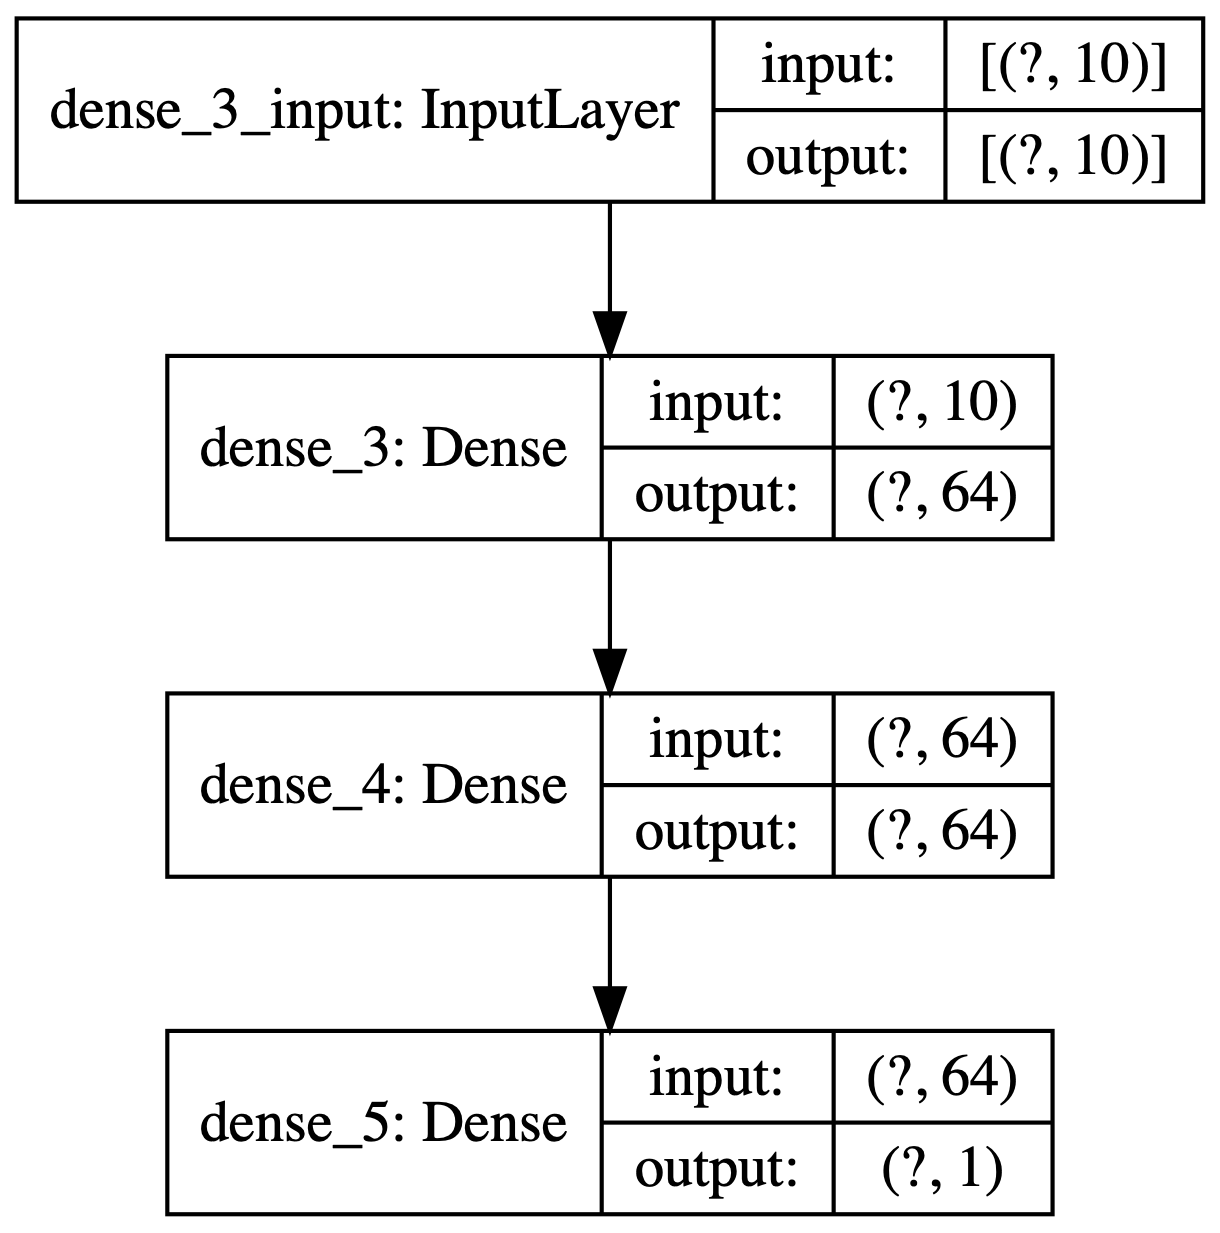 dense_3_input: InputLayer
input: [(?, 10)]
output: [(?, 10)]
dense_3: Dense
input: (?, 10)
output: (?, 64)
dense_4: Dense
input: (?, 64)
output: (?, 64)
dense_5: Dense
input: (?, 64)
output: (?, 1)